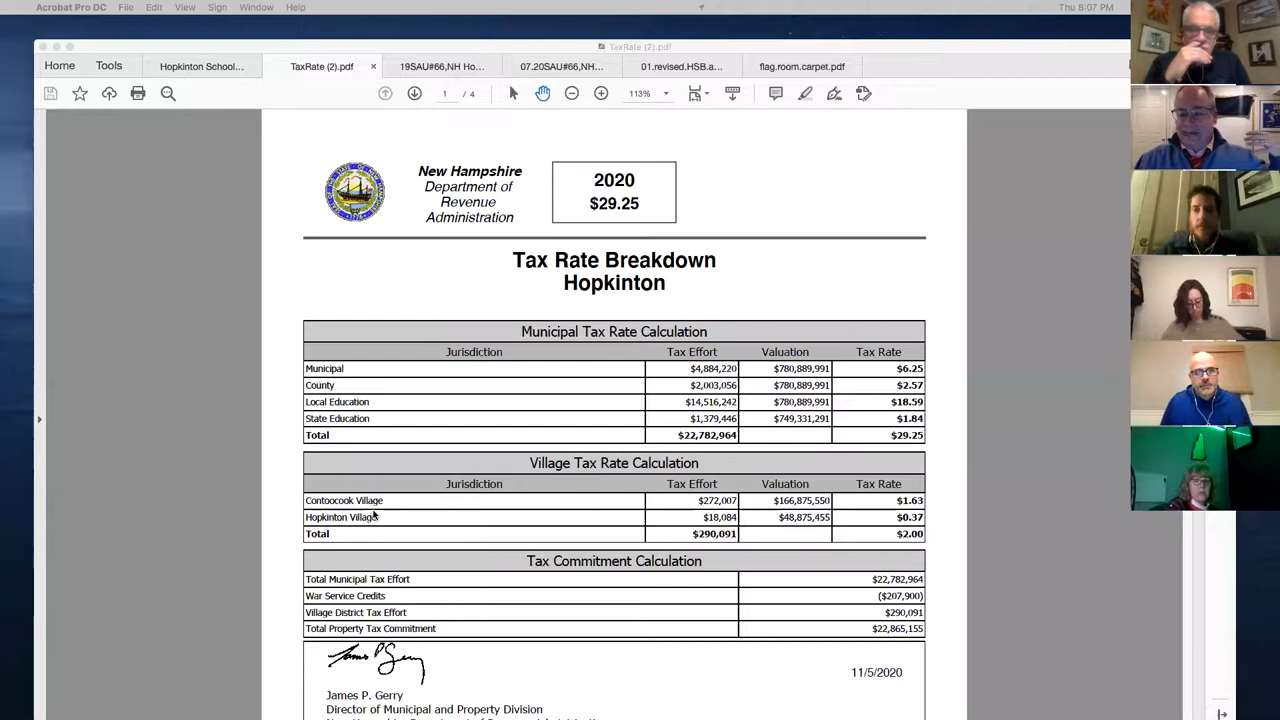 Acrobat Pro DC File Edit View Sign Window Help Thu 8:07 PM
TaxRate (2).pdf
Home Tools Hopkinton School... TaxRate (2).pdf × 19SAU#66,NH Ho... 07.20SAU#66,NH... 01.revised.HSB.a... flag.room.carpet.pdf
1 / 4 113%
New Hampshire
Department of
Revenue
Administration
2020
$29.25
Tax Rate Breakdown
Hopkinton
Municipal Tax Rate Calculation
Jurisdiction Tax Effort Valuation Tax Rate
Municipal $4,884,220 $780,889,991 $6.25
County $2,003,056 $780,889,991 $2.57
Local Education $14,516,242 $780,889,991 $18.59
State Education $1,379,446 $749,331,291 $1.84
Total $22,782,964 $29.25
Village Tax Rate Calculation
Jurisdiction Tax Effort Valuation Tax Rate
Contoocook Village $272,007 $166,875,550 $1.63
Hopkinton Village $18,084 $48,875,455 $0.37
Total $290,091 $2.00
Tax Commitment Calculation
Total Municipal Tax Effort $22,782,964
War Service Credits ($207,900)
Village District Tax Effort $290,091
Total Property Tax Commitment $22,865,155
James P Gerry
11/5/2020
James P. Gerry
Director of Municipal and Property Division